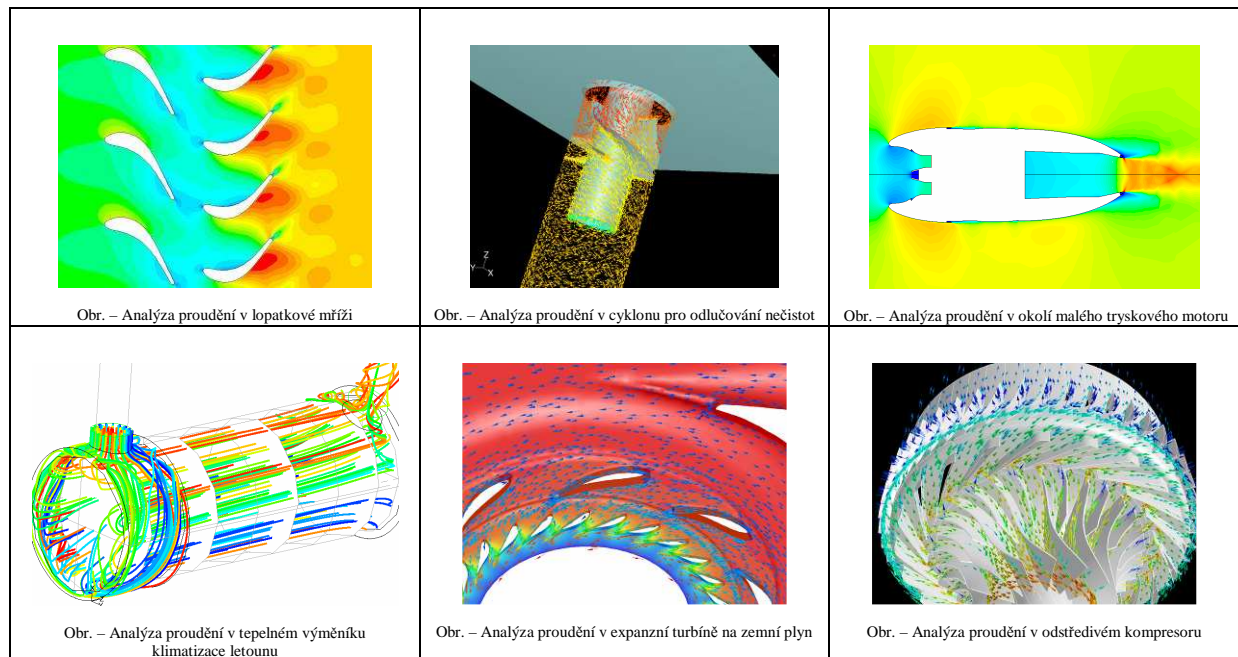 Obr. – Analýza proudění v lopatkové mříži
Z
Y
X
Obr. – Analýza proudění v cyklonu pro odlučování nečistot
Obr. – Analýza proudění v okolí malého tryskového motoru
Obr. – Analýza proudění v tepelném výměníku
klimatizace letounu
Obr. – Analýza proudění v expanzní turbíně na zemní plyn
Obr. – Analýza proudění v odstředivém kompresoru